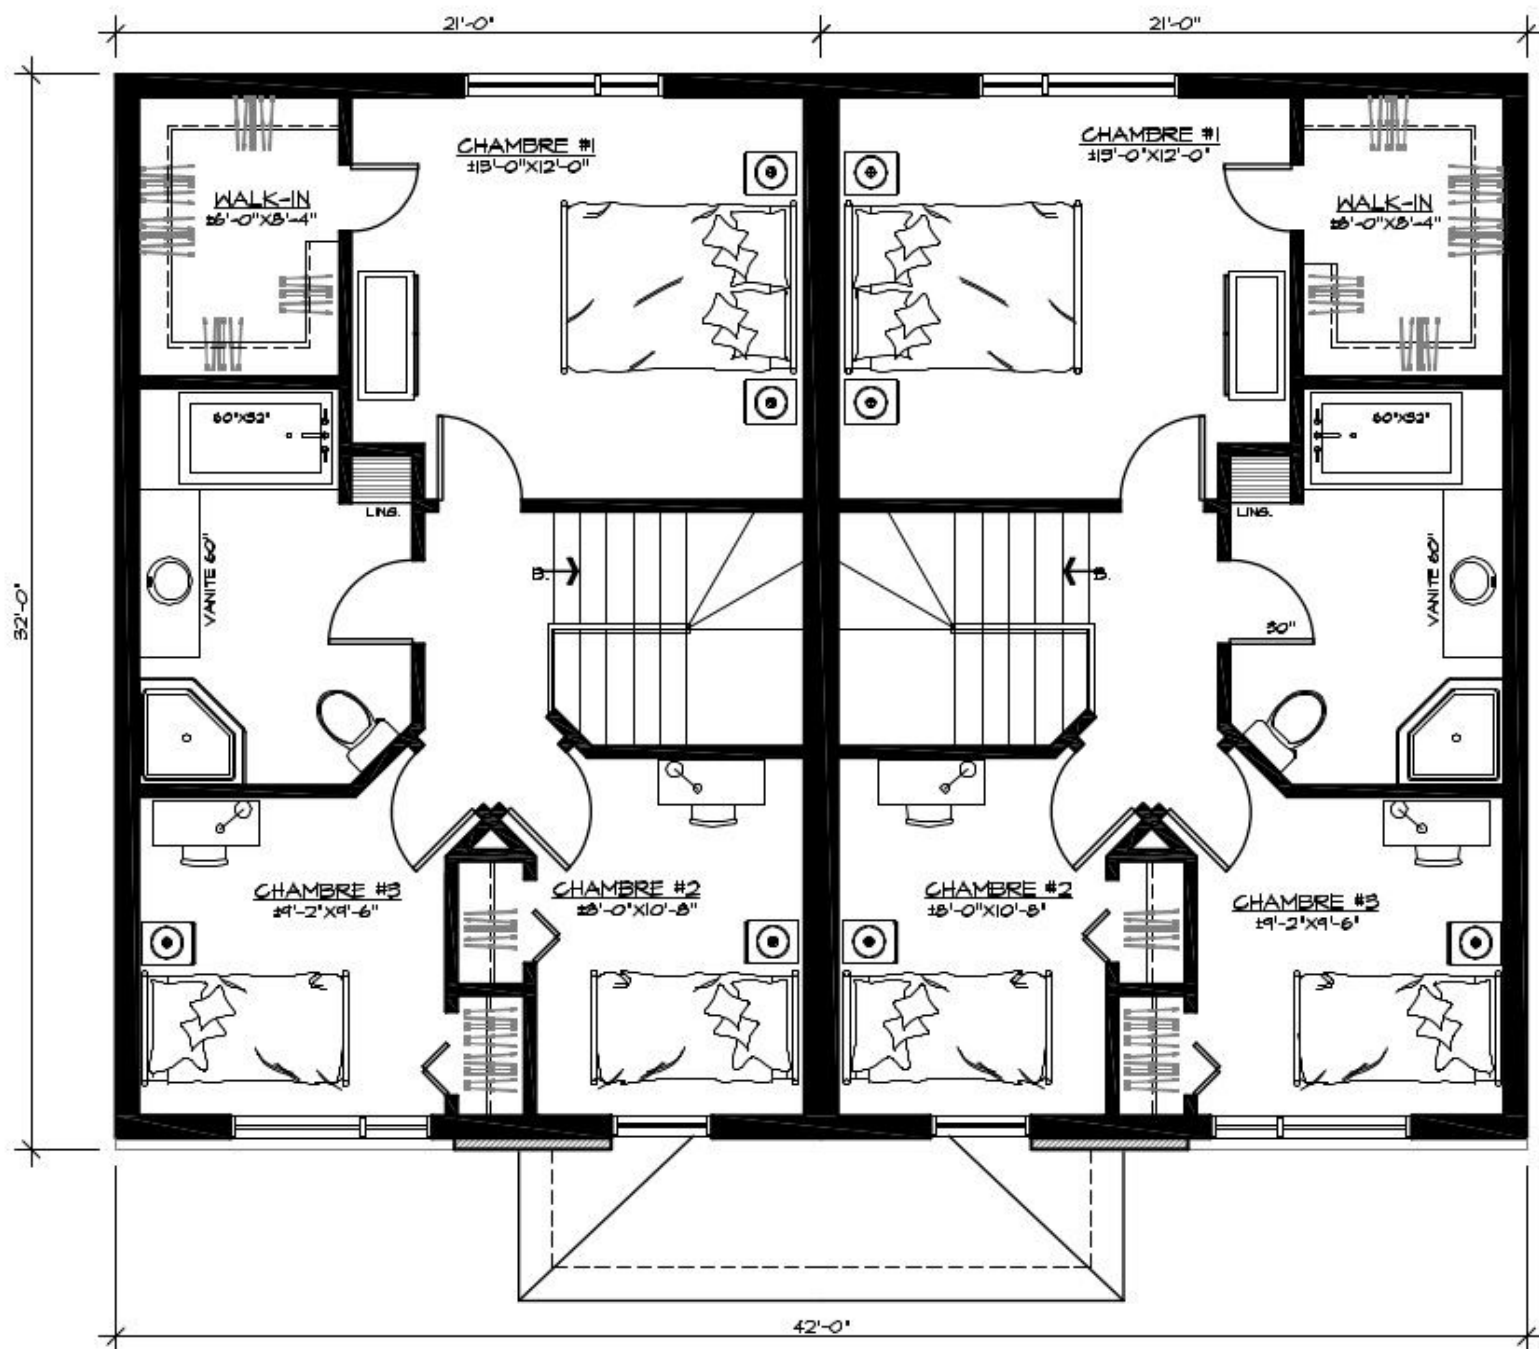 21'-0"
21'-0"
CHAMBRE #1
±13'-0"X12'-0"
CHAMBRE #1
±13'-0"X12'-0"
WALK-IN
±6'-0"X8'-4"
WALK-IN
±6'-0"X8'-4"
60"X32"
60"X32"
LING.
LING.
B.
B.
VANITE 60"
VANITE 60"
32'-0"
30"
CHAMBRE #3
±9'-2"X9'-6"
CHAMBRE #2
±8'-0"X10'-8"
CHAMBRE #2
±8'-0"X10'-8"
CHAMBRE #3
±9'-2"X9'-6"
42'-0"